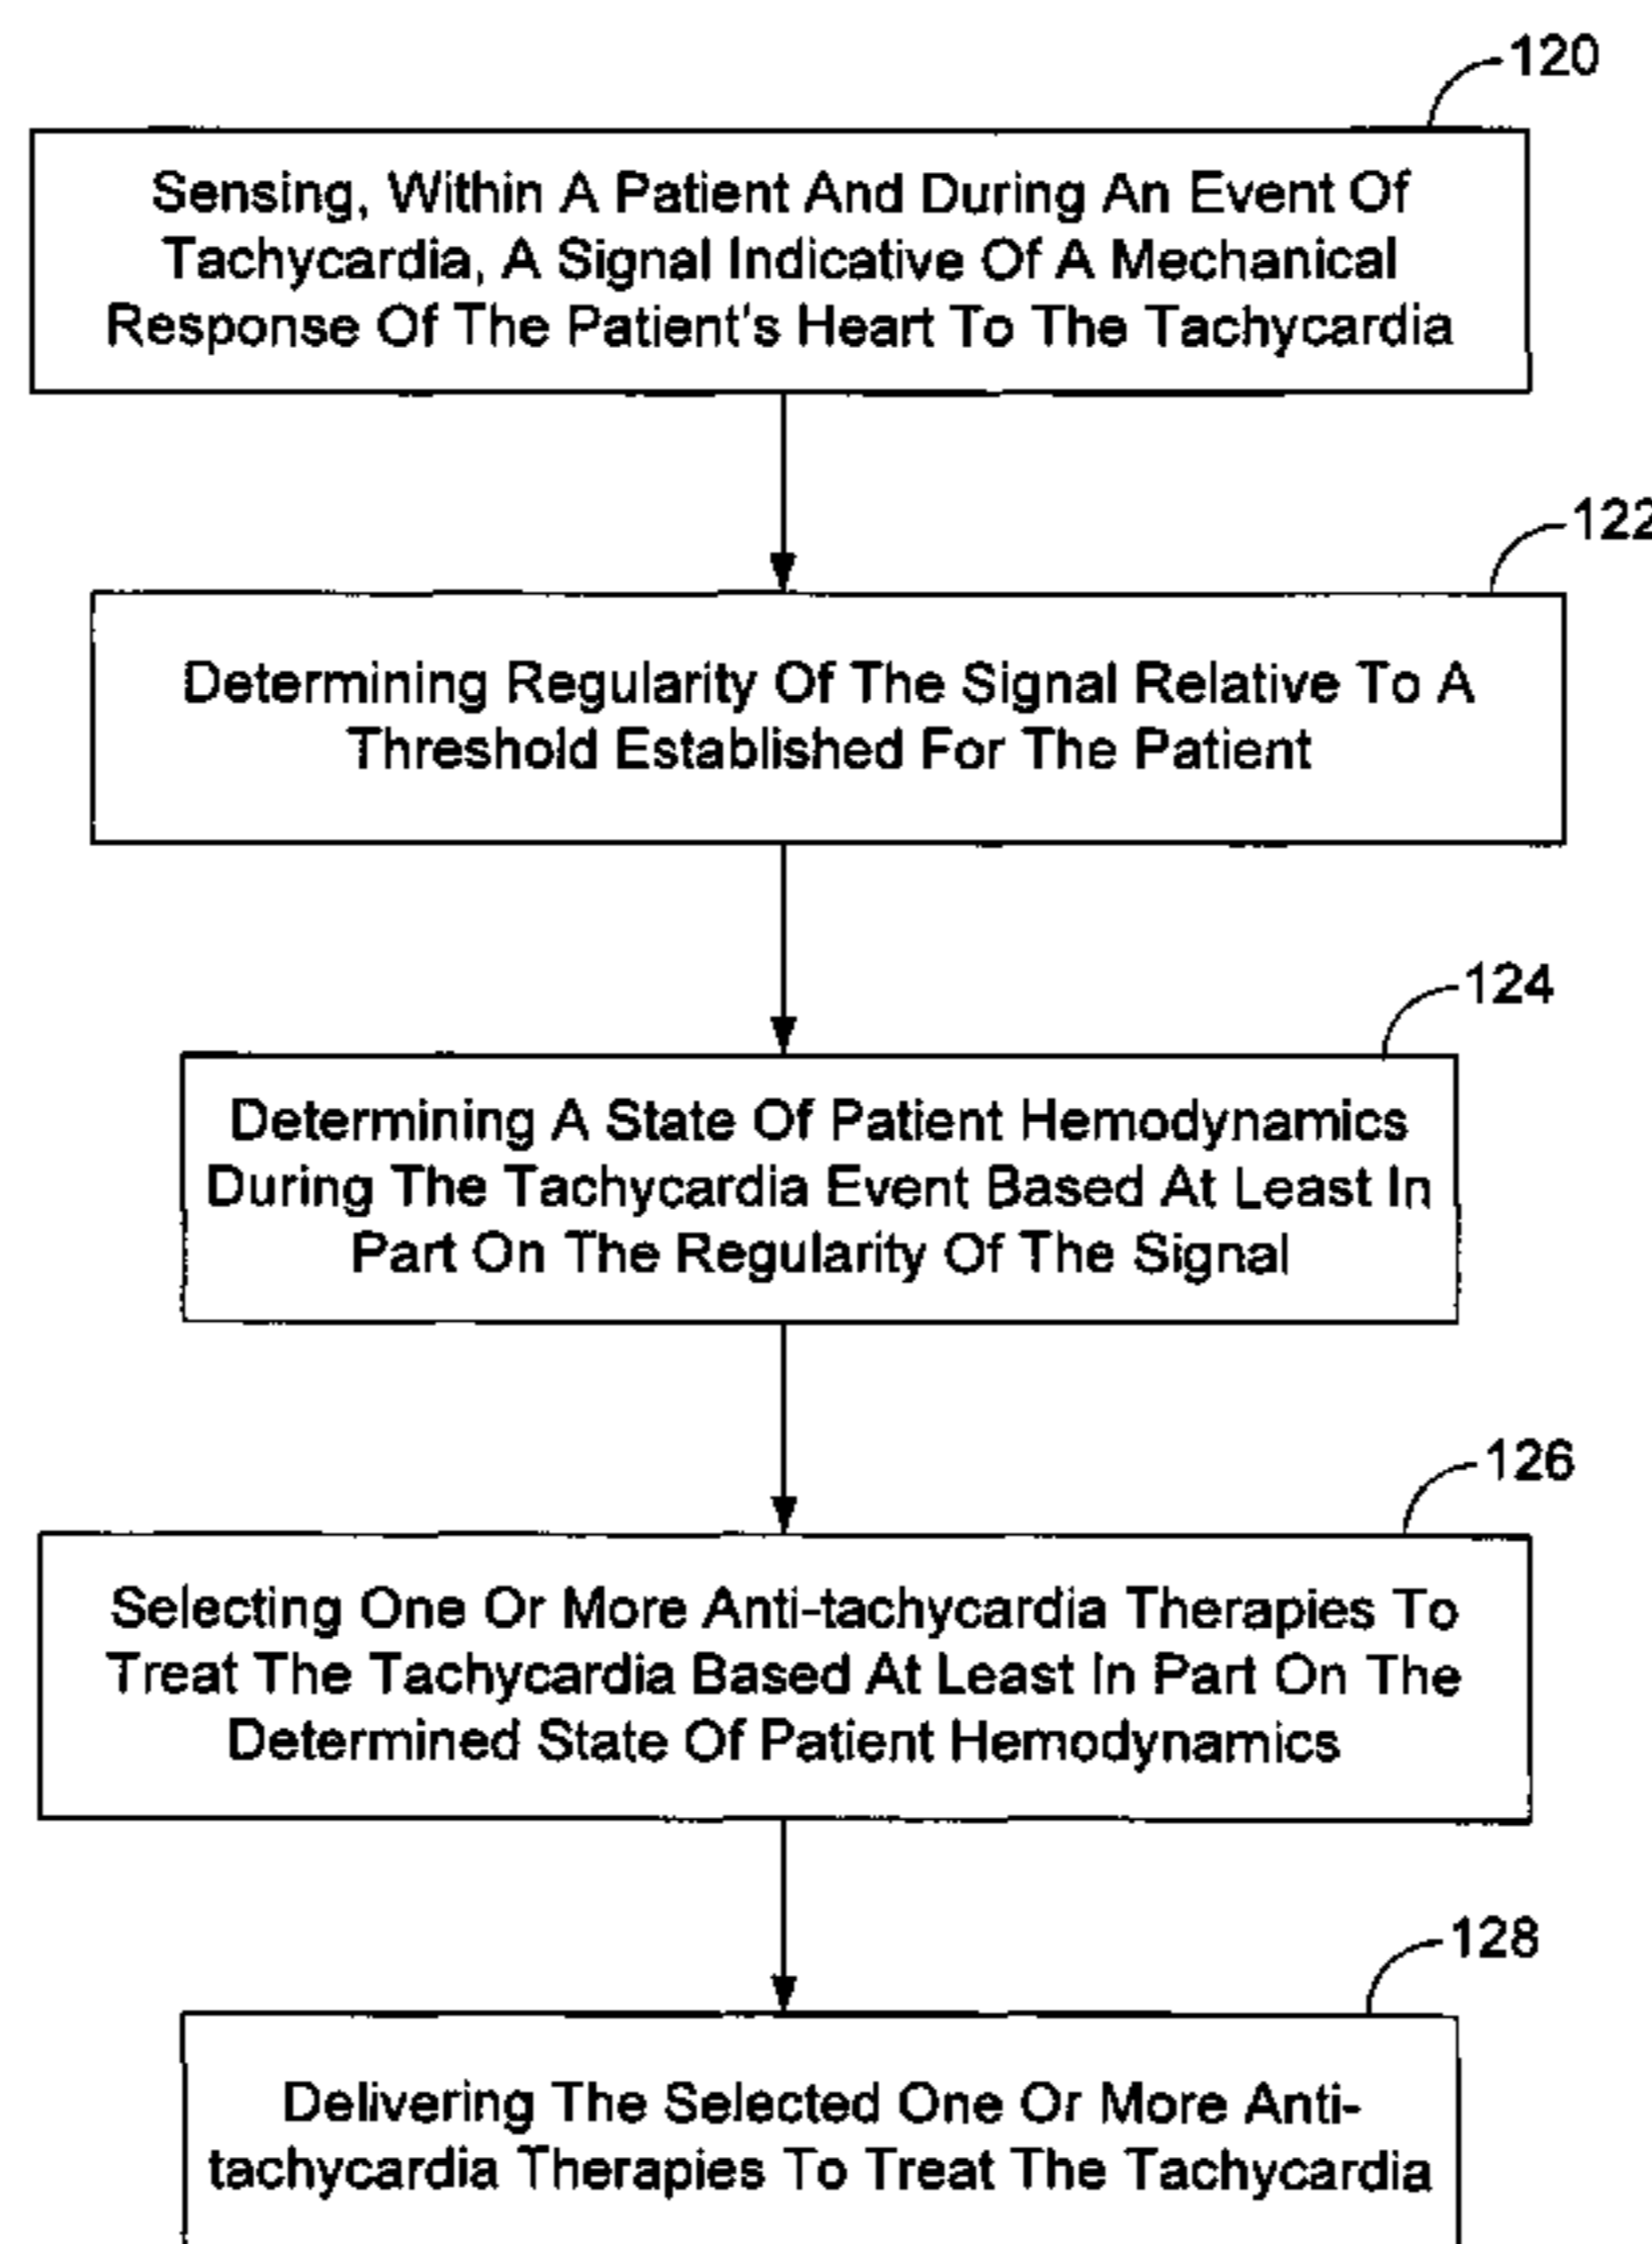 120
Sensing, Within A Patient And During An Event Of
Tachycardia, A Signal Indicative Of A Mechanical
Response Of The Patient's Heart To The Tachycardia
122
Determining Regularity Of The Signal Relative To A
Threshold Established For The Patient
124
Determining A State Of Patient Hemodynamics
During The Tachycardia Event Based At Least In
Part On The Regularity Of The Signal
126
Selecting One Or More Anti-tachycardia Therapies To
Treat The Tachycardia Based At Least In Part On The
Determined State Of Patient Hemodynamics
128
Delivering The Selected One Or More Anti-
tachycardia Therapies To Treat The Tachycardia